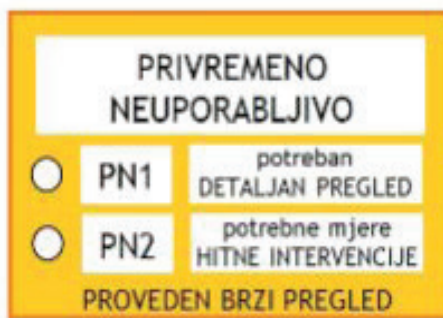 PRIVREMENO
NEUPORABLJIVO
PN1
potreban
DETALJAN PREGLED
PN2
potrebne mjere
HITNE INTERVENCIJE
PROVEDEN BRZI PREGLED